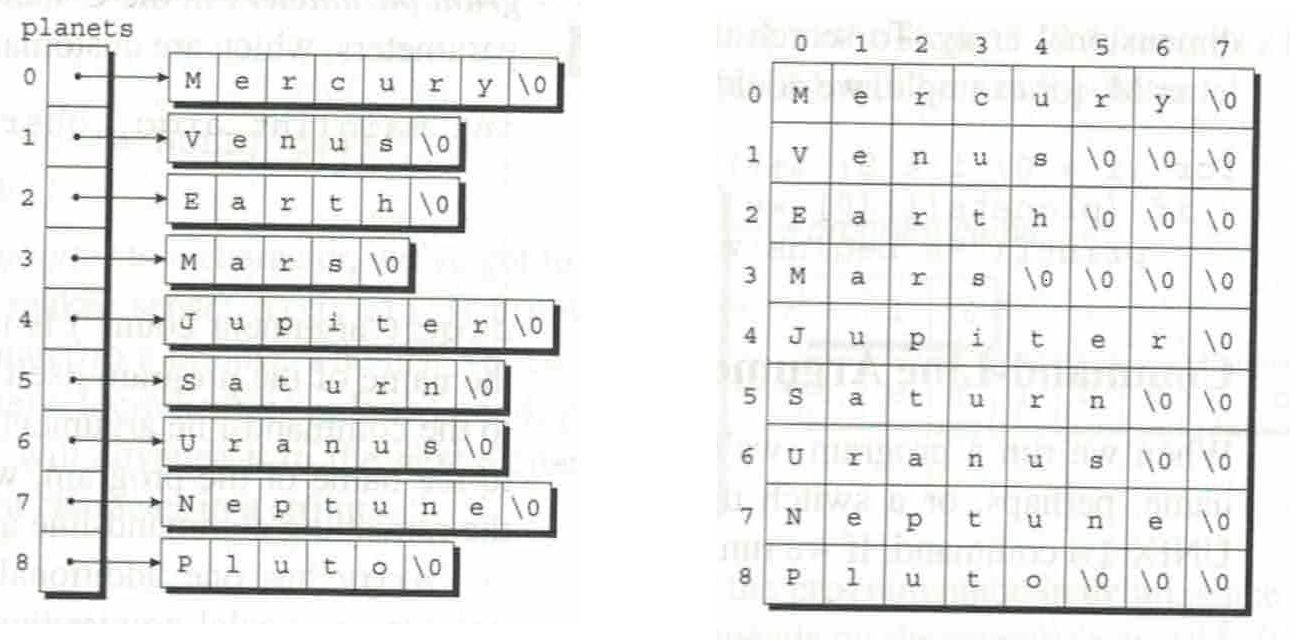 planets
0 M e r c u r y \0
1 V e n u s \0
2 E a r t h \0
3 M a r s \0
4 J u p i t e r \0
5 S a t u r n \0
6 U r a n u s \0
7 N e p t u n e \0
8 P l u t o \0
0 1 2 3 4 5 6 7
0 M e r c u r y \0
1 V e n u s \0 \0 \0
2 E a r t h \0 \0 \0
3 M a r s \0 \0 \0 \0
4 J u p i t e r \0
5 S a t u r n \0 \0
6 U r a n u s \0 \0
7 N e p t u n e \0
8 P l u t o \0 \0 \0